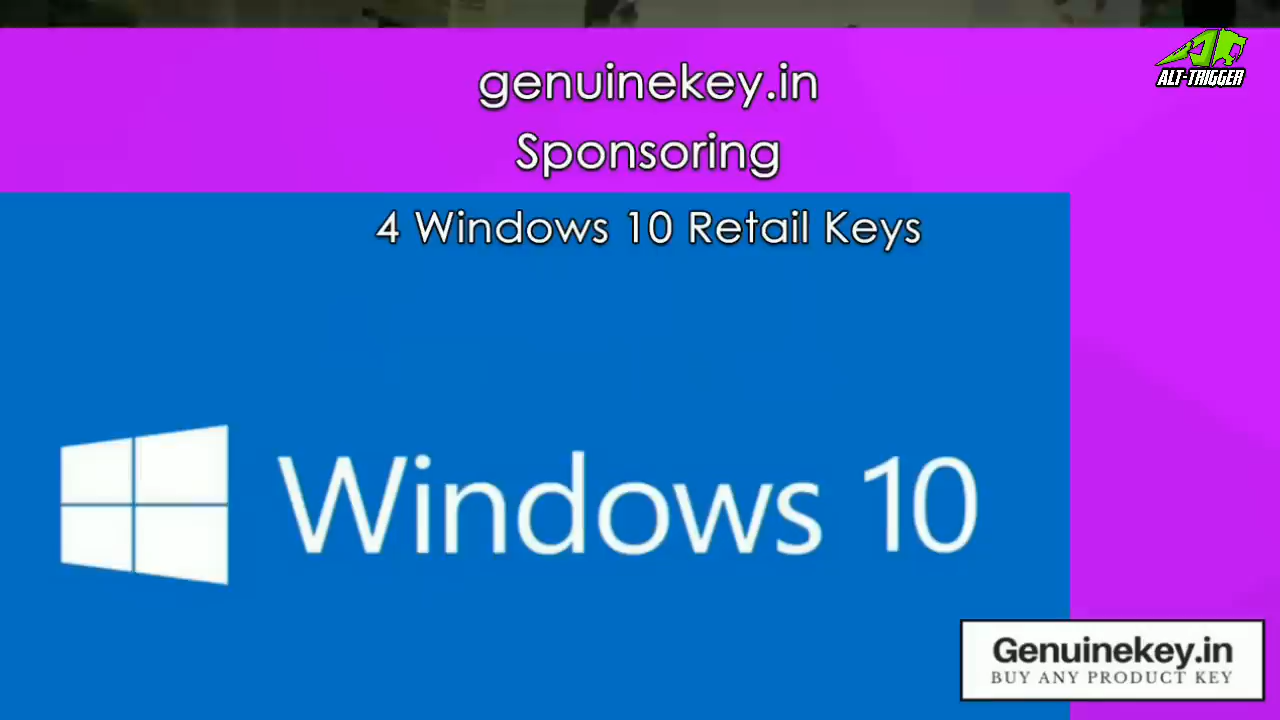 genuinekey.in
ALT-TRIGGER
Sponsoring
4 Windows 10 Retail Keys
Windows 10
Genuinekey.in
BUY ANY PRODUCT KEY